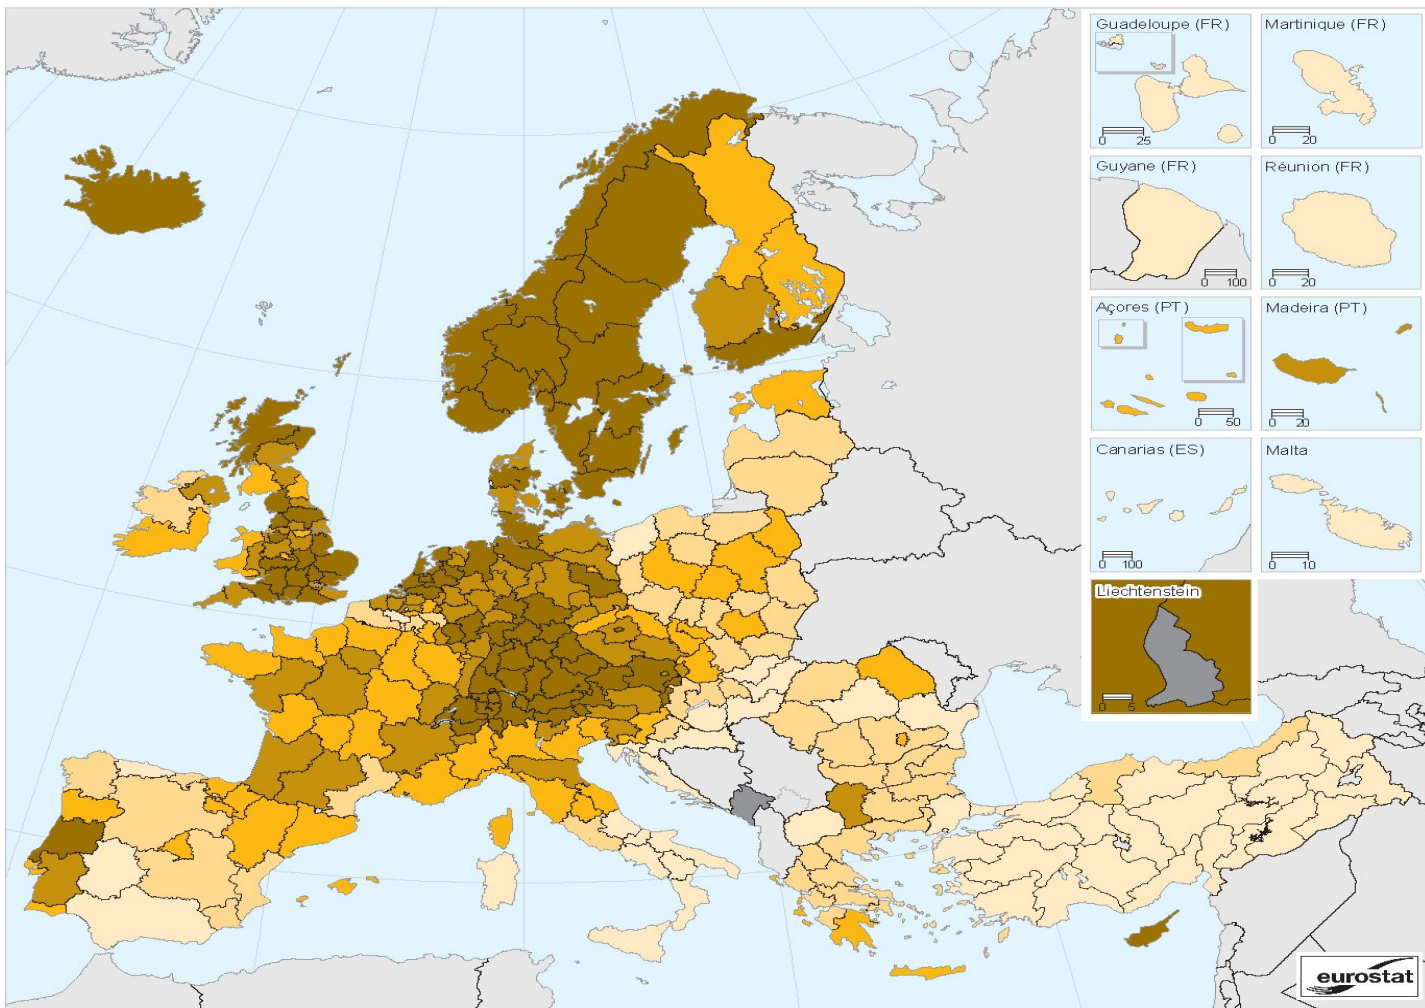 Guadeloupe (FR)
0 25
Martinique (FR)
0 20
Guyane (FR)
0 100
Réunion (FR)
0 20
Açores (PT)
0 50
Madeira (PT)
0 20
Canarias (ES)
0 100
Malta
0 10
Liechtenstein
0 5
eurostat